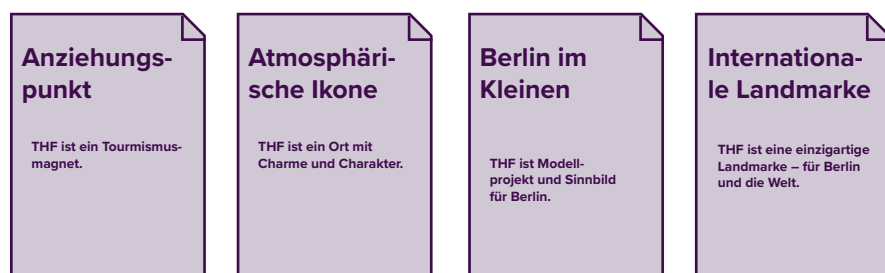 Anziehungs-
punkt
THF ist ein Tourmismus-
magnet.
Atmosphäri-
sche Ikone
THF ist ein Ort mit
Charme und Charakter.
Berlin im
Kleinen
THF ist Modell-
projekt und Sinnbild
für Berlin.
Internationa-
le Landmarke
THF ist eine einzigartige
Landmarke – für Berlin
und die Welt.